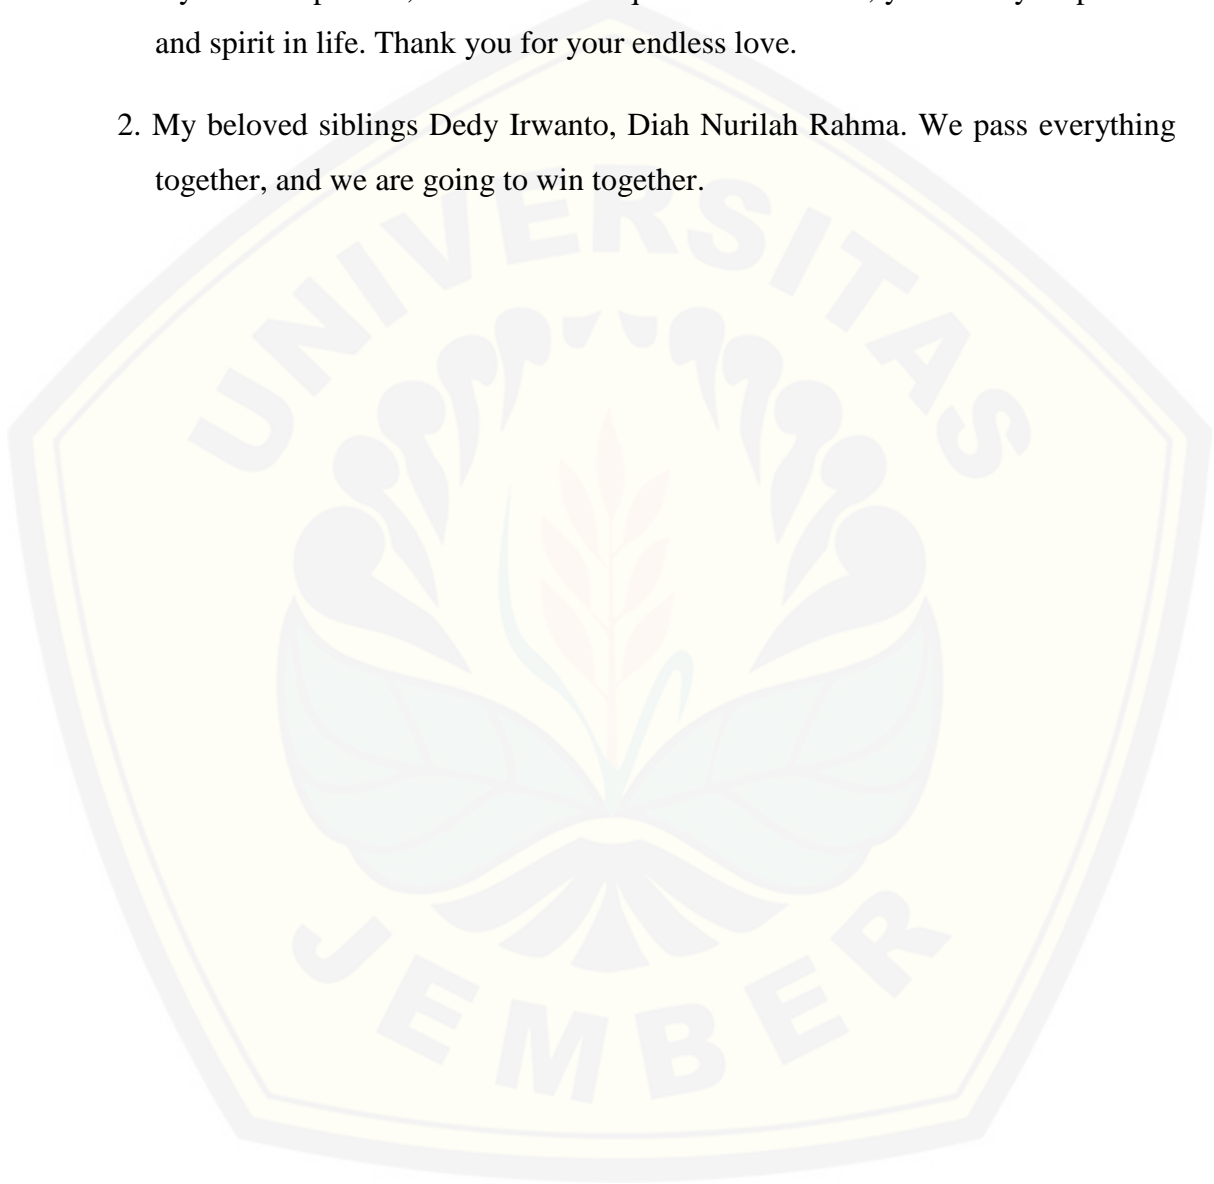 and spirit in life. Thank you for your endless love.
2. My beloved siblings Dedy Irwanto, Diah Nurilah Rahma. We pass everything
together, and we are going to win together.
UNIVERSITAS
JEMBER